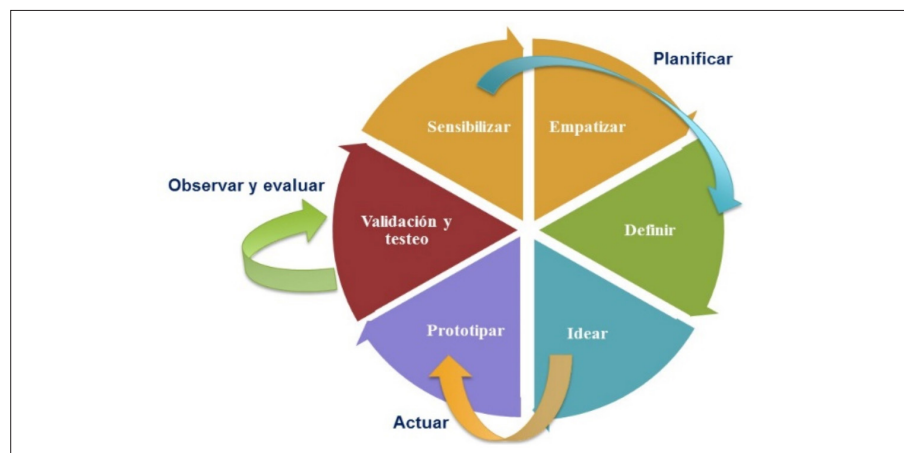 Planificar
Sensibilizar
Empatizar
Observar y evaluar
Validación y
testeo
Definir
Prototipar
Idear
Actuar